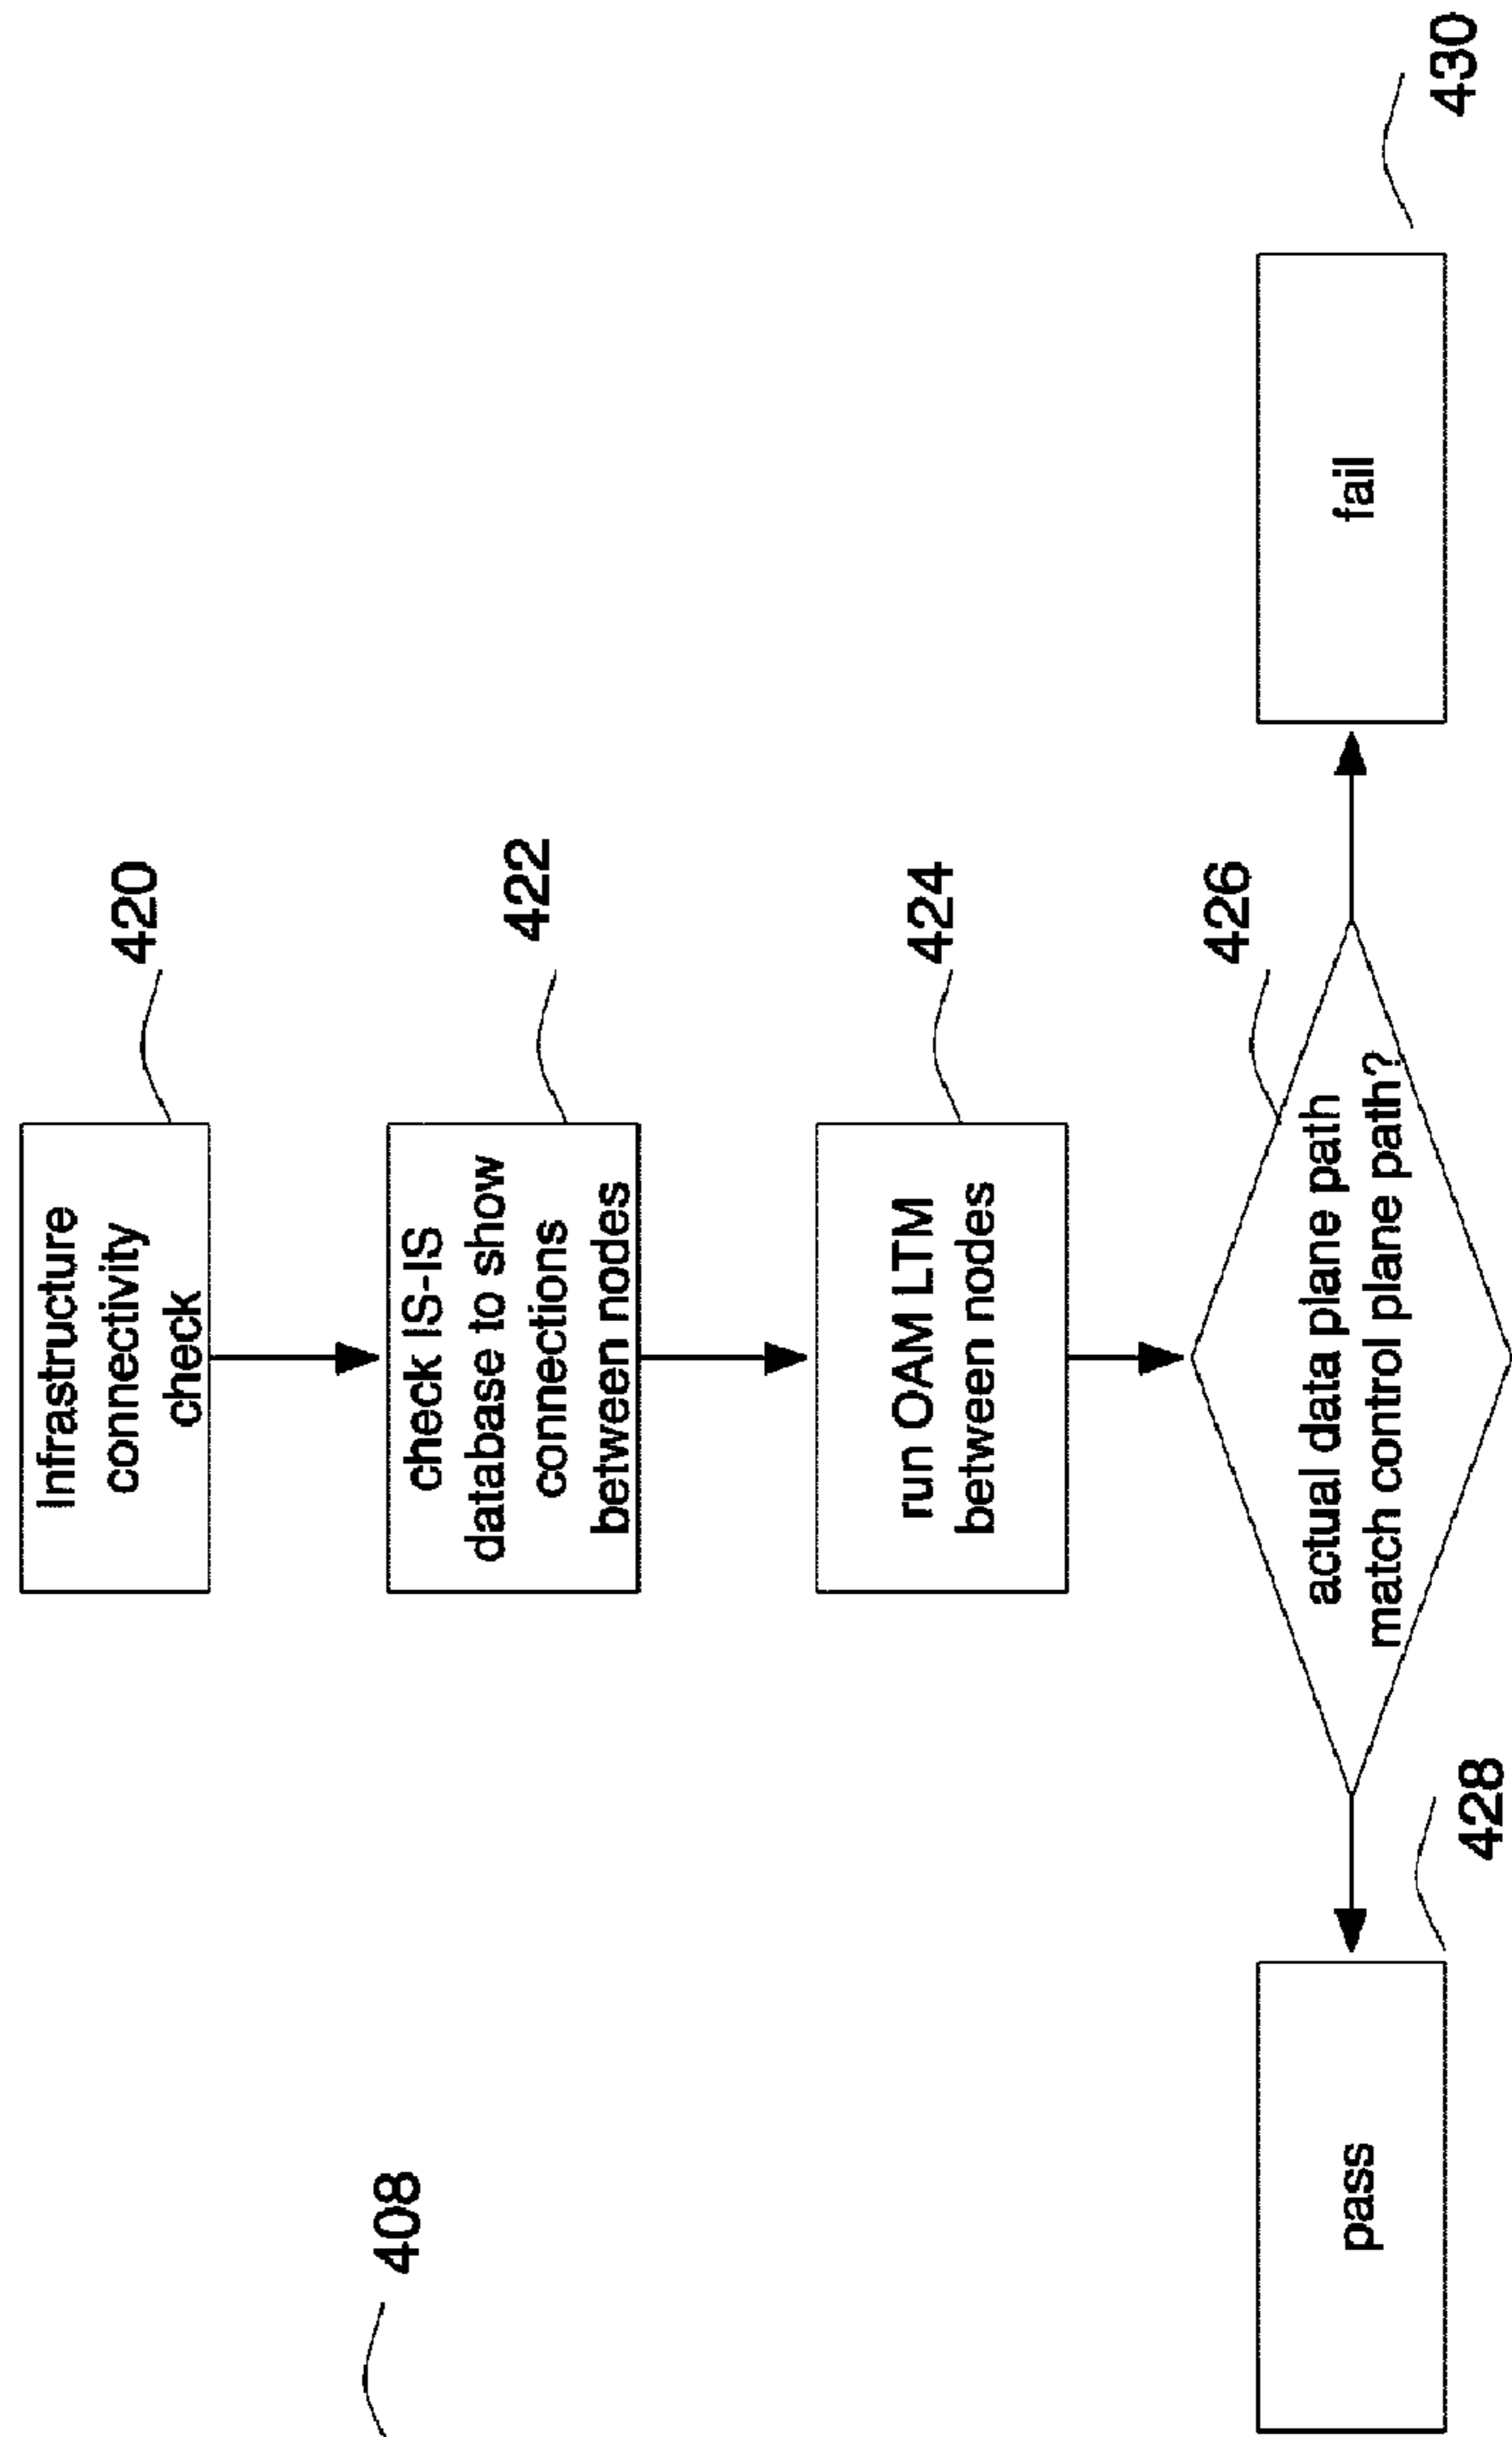 408
420
Infrastructure
connectivity
check
422
check IS-IS
database to show
connections
between nodes
424
run OAM LTM
between nodes
426
actual data plane path
match control plane path?
428
pass
430
fail